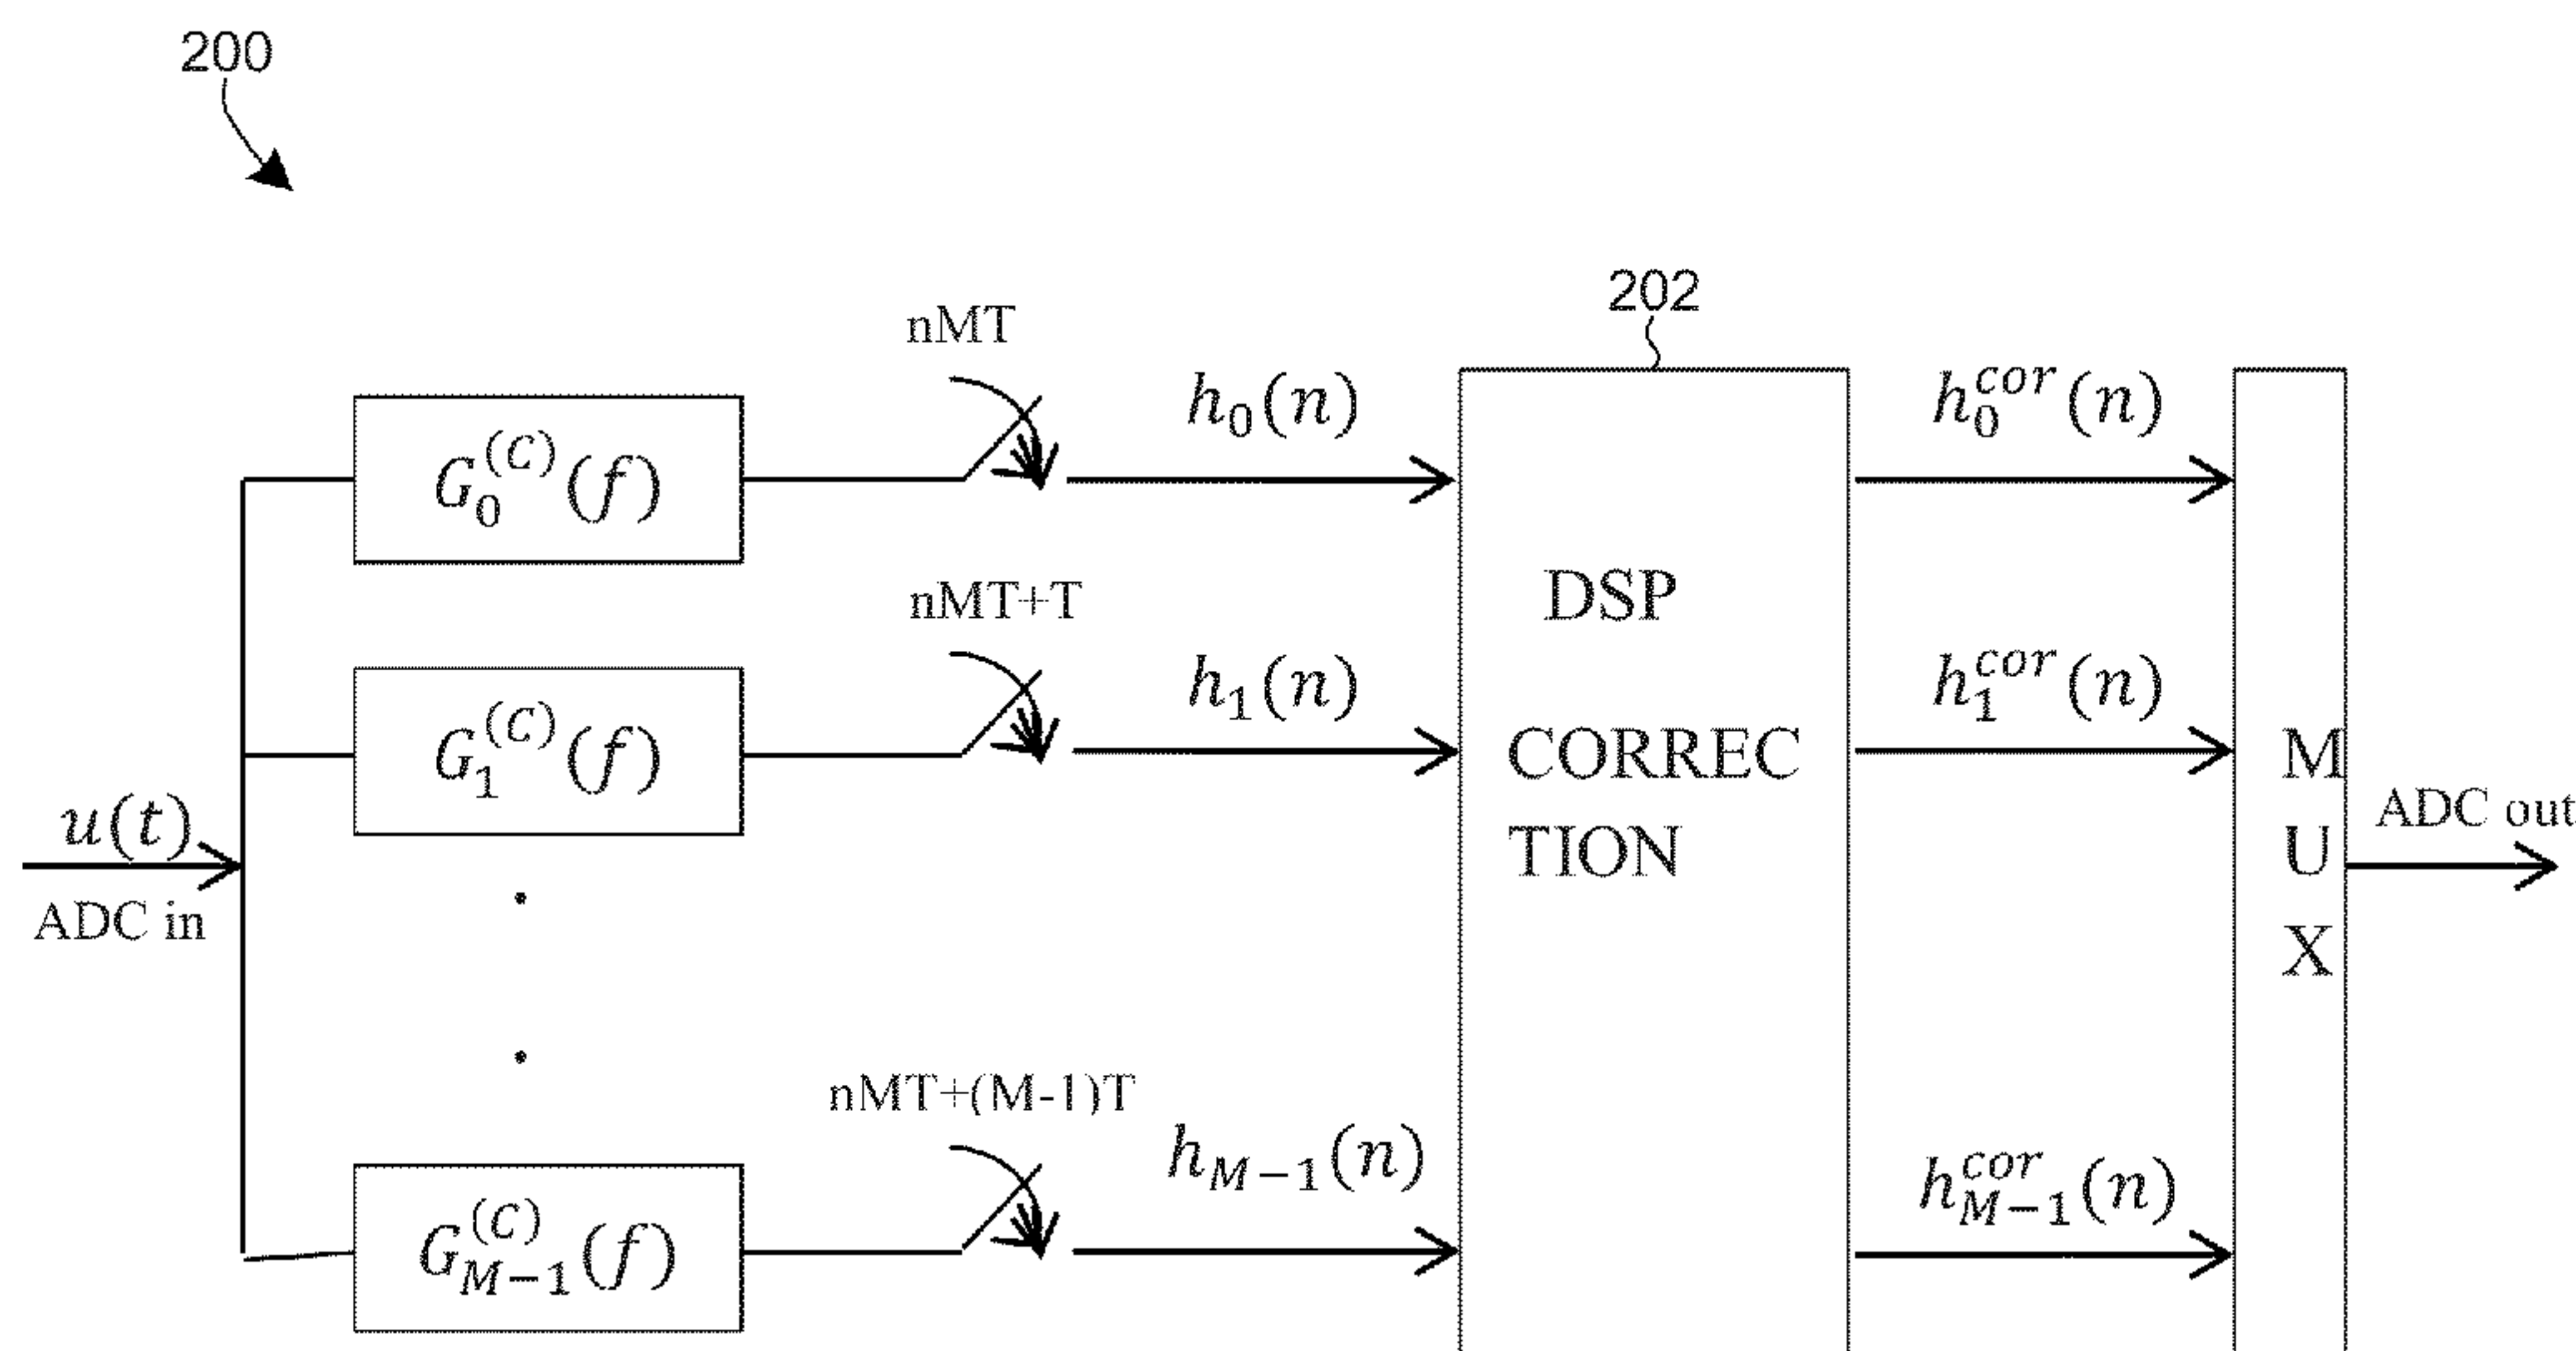 200
202
nMT
h_0(n)
h_0^{cor}(n)
G_0^{(C)}(f)
nMT+T
DSP
h_1(n)
h_1^{cor}(n)
G_1^{(C)}(f)
CORREC
TION
M
U
X
u(t)
ADC in
ADC out
nMT+(M-1)T
h_{M-1}(n)
h_{M-1}^{cor}(n)
G_{M-1}^{(C)}(f)